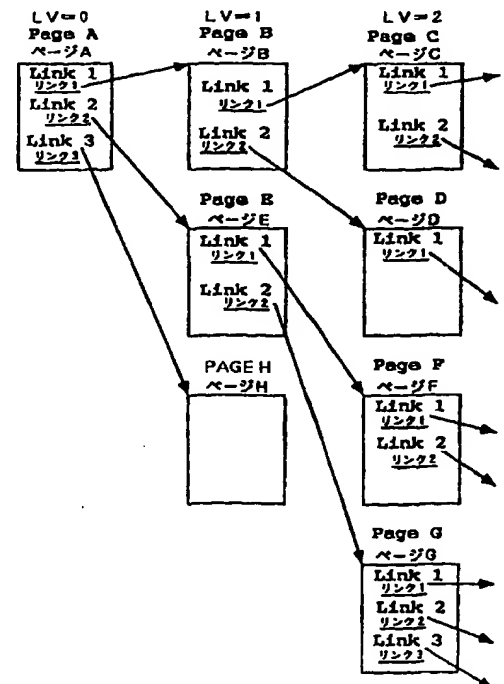 LV=0
Page A
ページA
Link 1
リンク1
Link 2
リンク2
Link 3
リンク3
LV=1
Page B
ページB
Link 1
リンク1
Link 2
リンク2
Page E
ページE
Link 1
リンク1
Link 2
リンク2
PAGE H
ページH
LV=2
Page C
ページC
Link 1
リンク1
Link 2
リンク2
Page D
ページD
Link 1
リンク1
Page F
ページF
Link 1
リンク1
Link 2
リンク2
Page G
ページG
Link 1
リンク1
Link 2
リンク2
Link 3
リンク3